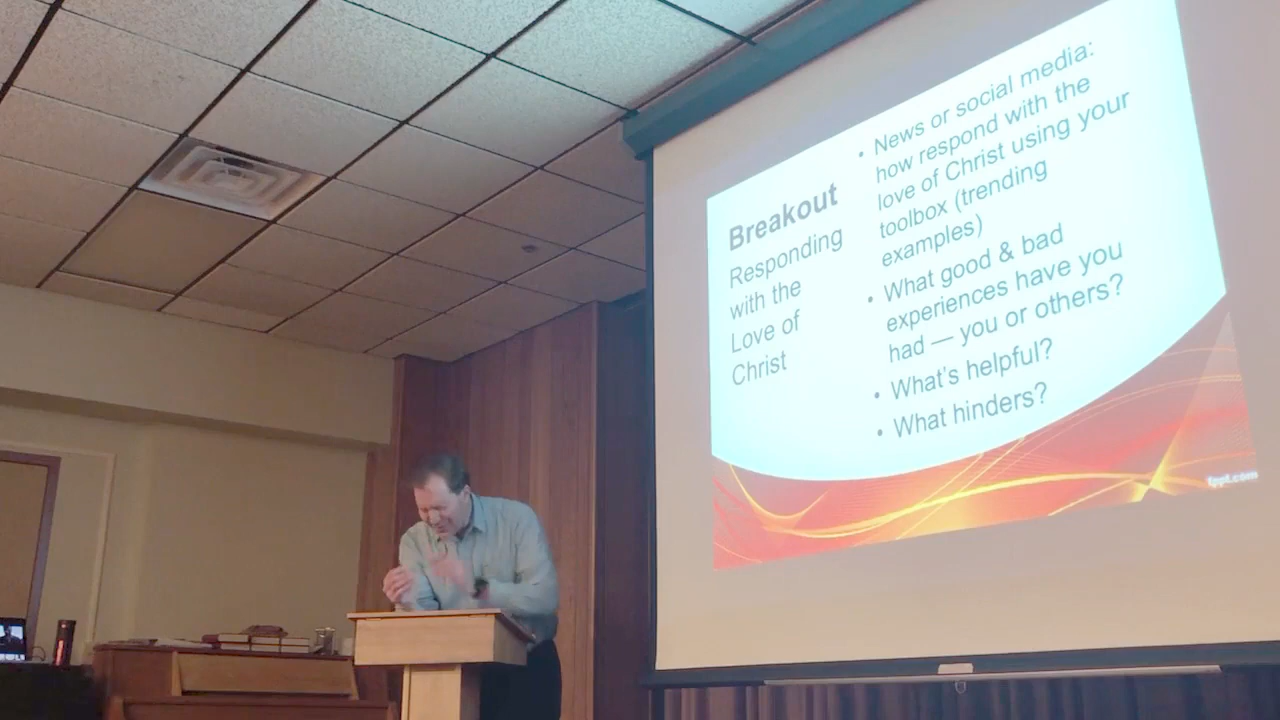 Breakout
Responding
with the
Love of
Christ
• News or social media:
how respond with the
love of Christ using your
toolbox (trending
examples)
• What good & bad
experiences have you
had — you or others?
• What's helpful?
• What hinders?
fppt.com